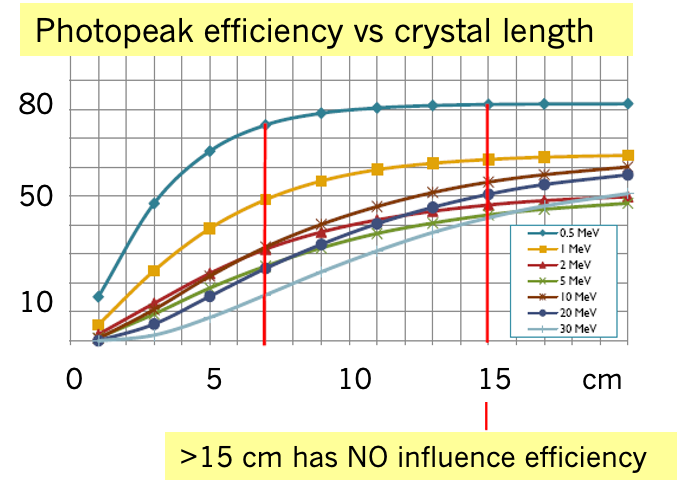 Photopeak efficiency vs crystal length
80
50
10
0.5 MeV
1 MeV
2 MeV
5 MeV
10 MeV
20 MeV
30 MeV
0 5 10 15 cm
>15 cm has NO influence efficiency